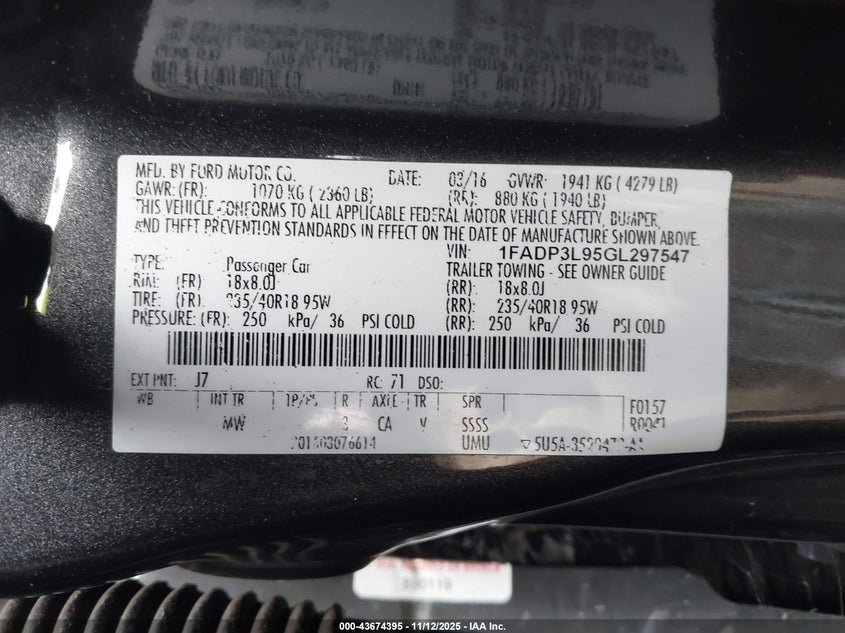 MFD. BY FORD MOTOR CO.
DATE: 03/16 GVWR: 1941 KG ( 4279 LB)
GAWR: (FR): 1070 KG ( 2360 LB) (RR): 880 KG ( 1940 LB)
THIS VEHICLE CONFORMS TO ALL APPLICABLE FEDERAL MOTOR VEHICLE SAFETY, BUMPER,
AND THEFT PREVENTION STANDARDS IN EFFECT ON THE DATE OF MANUFACTURE SHOWN ABOVE.
VIN: 1FADP3L95GL297547
TYPE: Passenger Car TRAILER TOWING - SEE OWNER GUIDE
RIM: (FR) 18x8.0J (RR) 18x8.0J
TIRE: (FR) 235/40R18 95W (RR) 235/40R18 95W
PRESSURE: (FR) 250 kPa/ 36 PSI COLD (RR) 250 kPa/ 36 PSI COLD
EXT PNT: J7 RC: 71 DSO:
WB INT TR TP/PS R AXLE TR SPR F0157
MW 3 CA V SSSS R0041
UMU
000-43674395 - 11/12/2025 - IAA Inc.